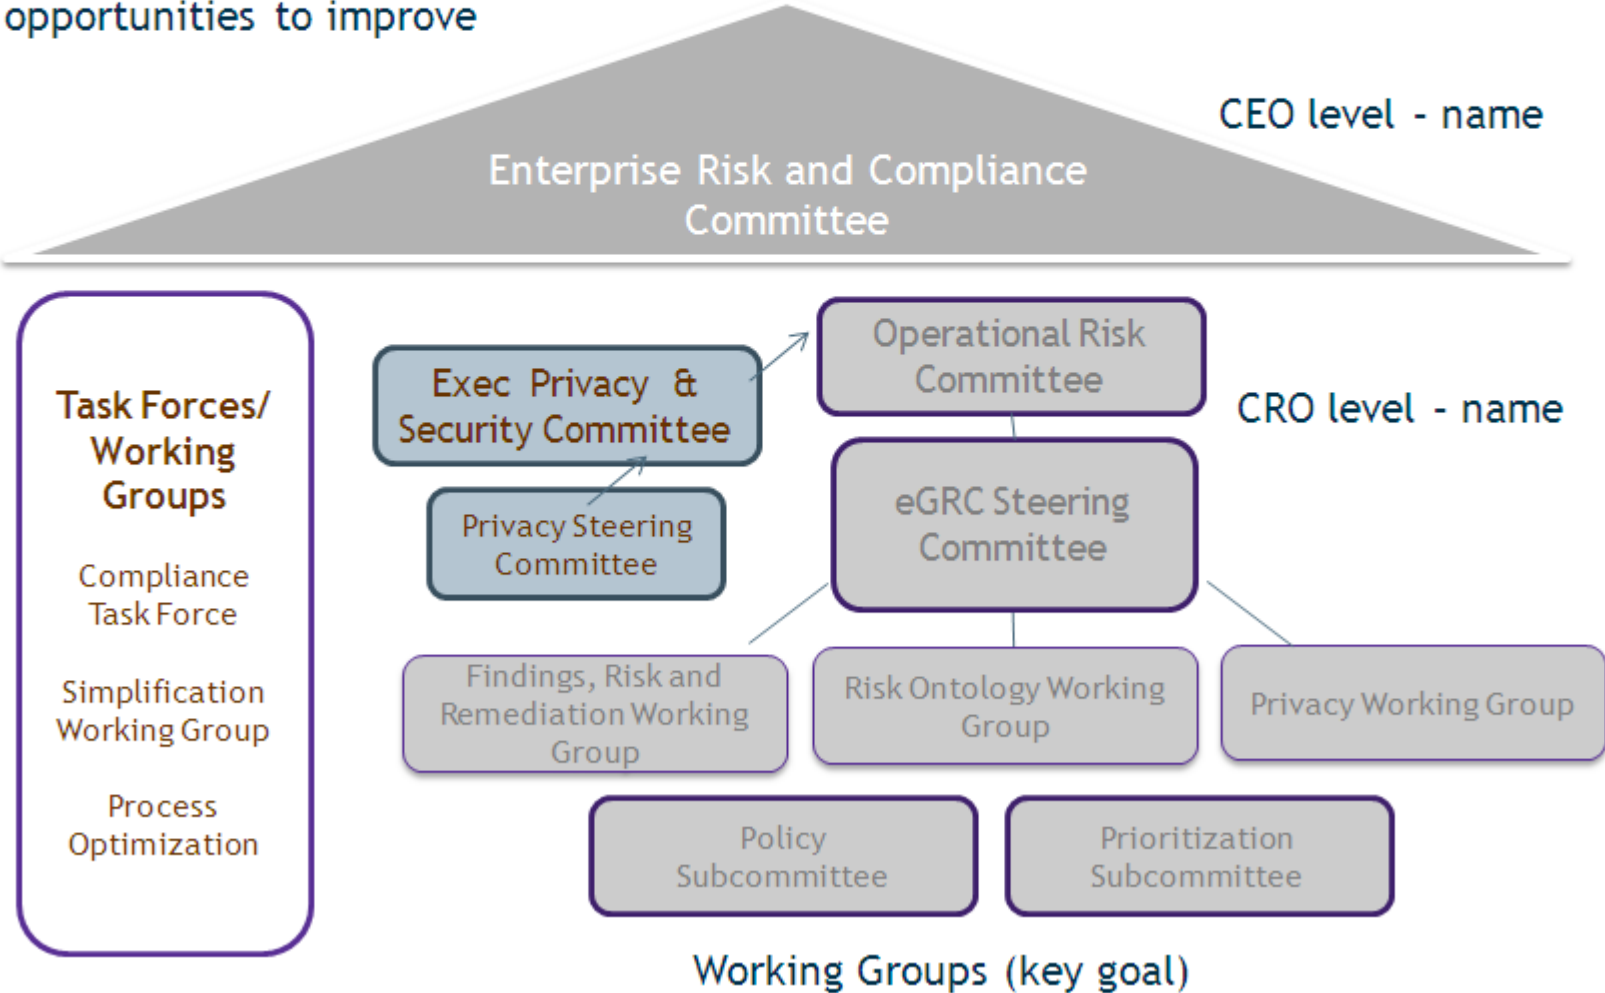 opportunities to improve
CEO level - name
Enterprise Risk and Compliance
Committee
Task Forces/
Working
Groups
Compliance
Task Force
Simplification
Working Group
Process
Optimization
Exec Privacy &
Security Committee
Privacy Steering
Committee
Operational Risk
Committee
CRO level - name
eGRC Steering
Committee
Findings, Risk and
Remediation Working
Group
Risk Ontology Working
Group
Privacy Working Group
Policy
Subcommittee
Prioritization
Subcommittee
Working Groups (key goal)